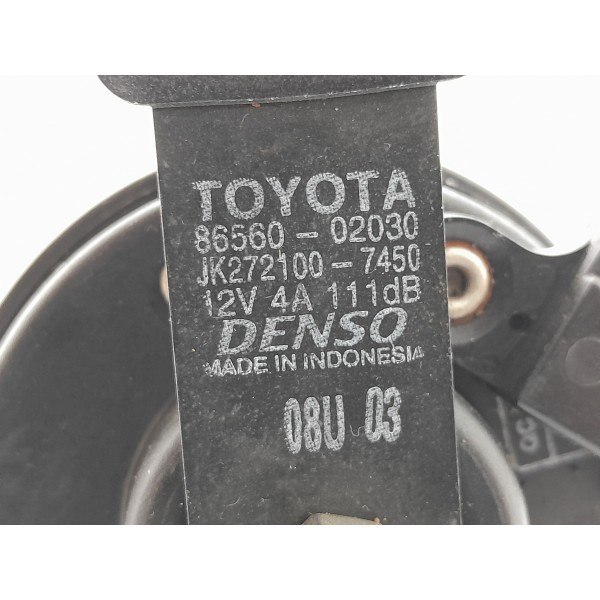 TOYOTA
86560-02030
JK272100-7450
12V 4A 111dB
DENSO
MADE IN INDONESIA
08U 03